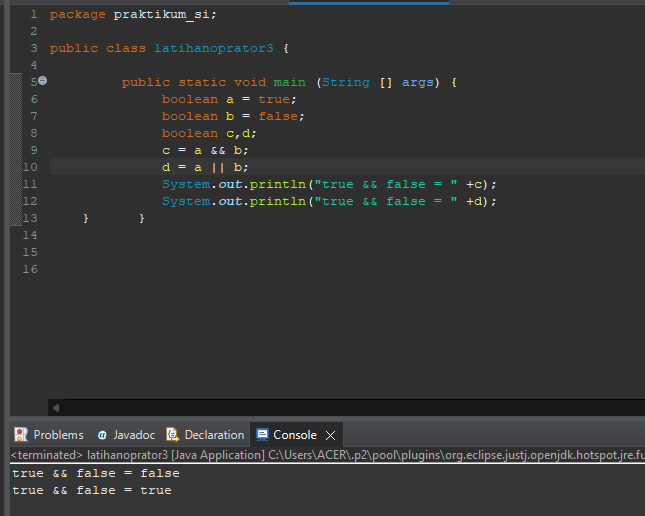 1 package praktikum_si;
2
3 public class latihanoprator3 {
4
5 public static void main (String [] args) {
6 boolean a = true;
7 boolean b = false;
8 boolean c,d;
9 c = a && b;
10 d = a || b;
11 System.out.println("true && false = " +c);
12 System.out.println("true && false = " +d);
13 } }
14
15
16
Problems @ Javadoc Declaration Console
<terminated> latihanoprator3 [Java Application] C:\Users\ACER\.p2\pool\plugins\org.eclipse.justj.openjdk.hotspot.jre.fu
true && false = false
true && false = true